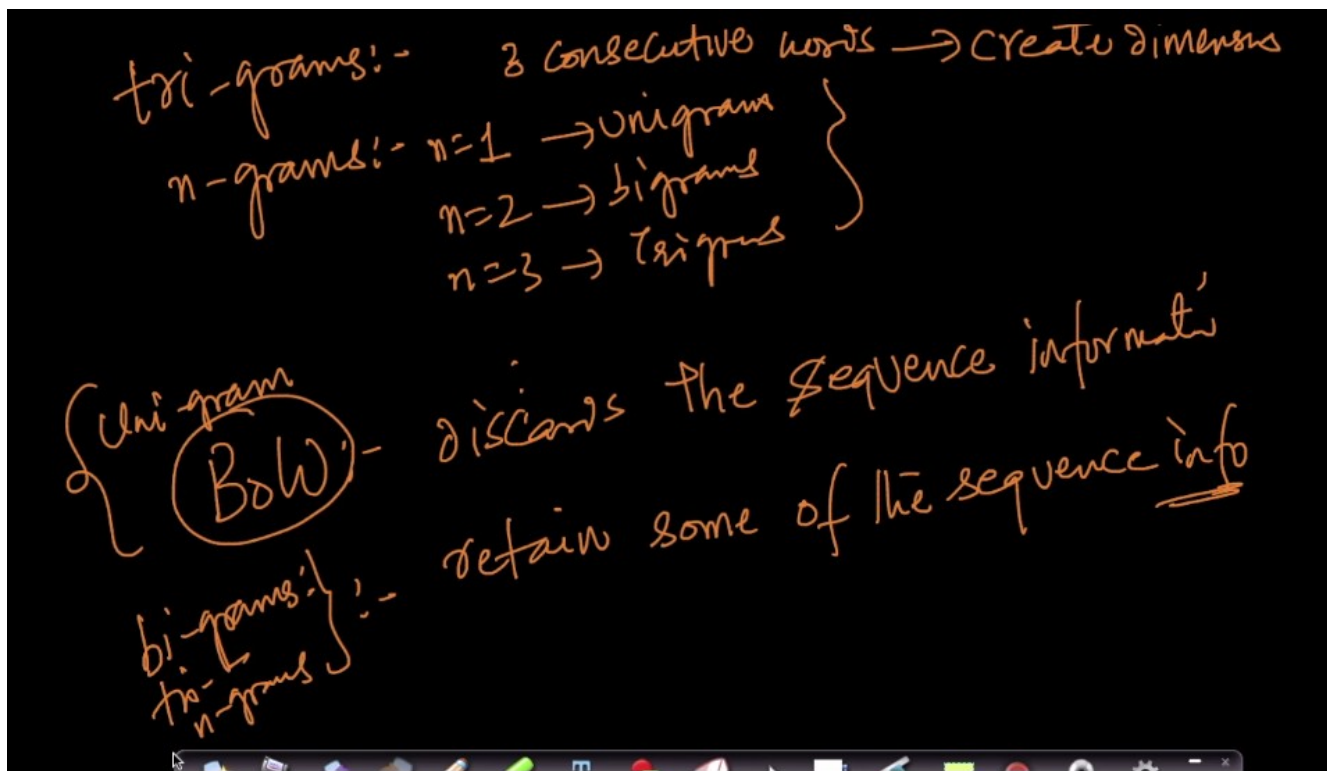 tri-grams:- 3 consecutive words → create dimensns
n-grams:- n=1 → Unigram
n=2 → bigrams
n=3 → Trigrms
Uni-gram
BoW:- discards the sequence informati
bi-grams:
tri-
n-grams :- retain some of the sequence info